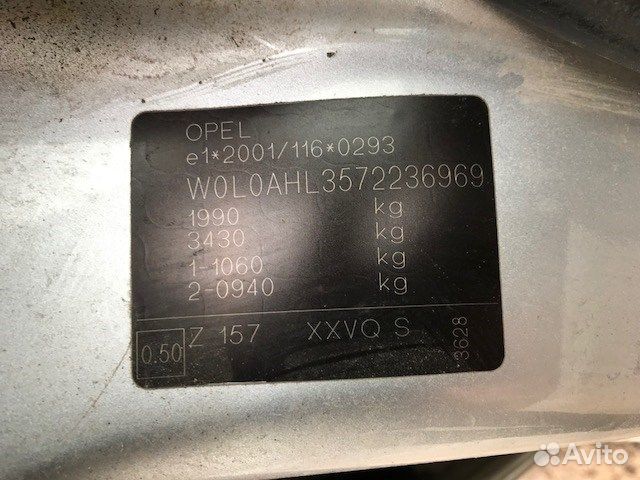 OPEL
e1*2001/116*0293
W0L0AHL3572236969
1990 kg
3430 kg
1-1060 kg
2-0940 kg
0.50 Z 157 XXVQ S 3628
Avito